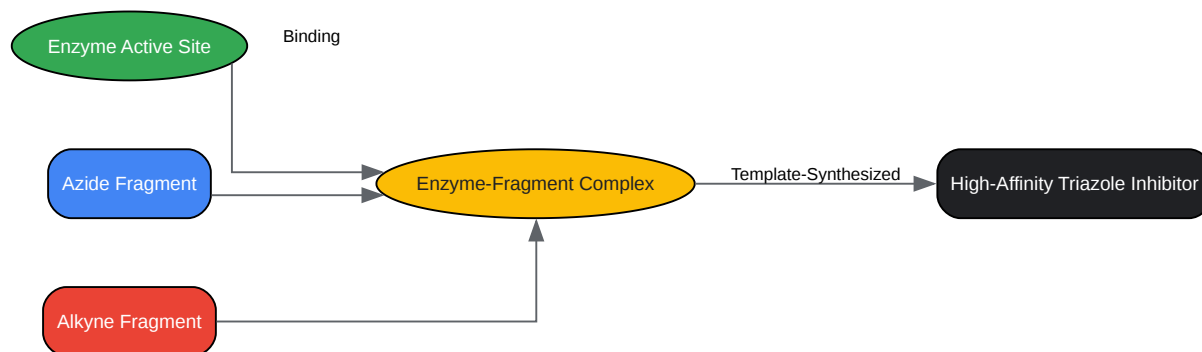 Enzyme Active Site
Binding
Azide Fragment
Enzyme-Fragment Complex
Template-Synthesized
High-Affinity Triazole Inhibitor
Alkyne Fragment